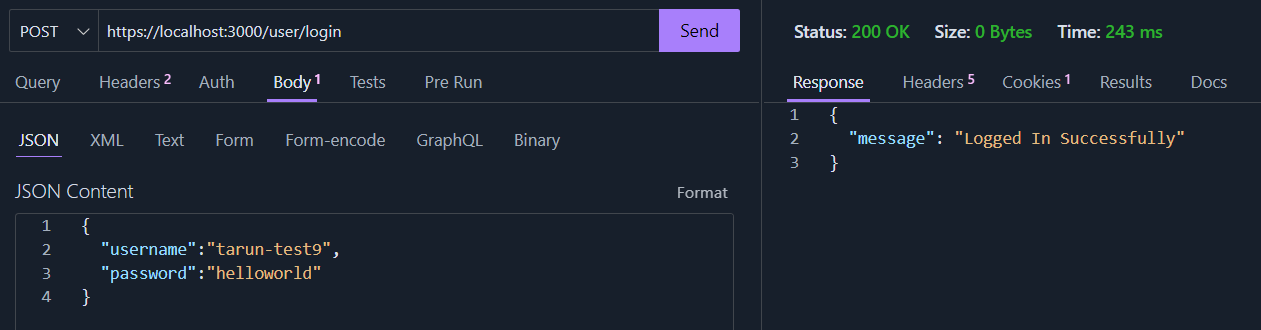 POST https://localhost:3000/user/login Send
Query Headers 2 Auth Body 1 Tests Pre Run
JSON XML Text Form Form-encode GraphQL Binary
JSON Content Format
1 {
2 "username":"tarun-test9",
3 "password":"helloworld"
4 }
Status: 200 OK Size: 0 Bytes Time: 243 ms
Response Headers 5 Cookies 1 Results Docs
1 {
2 "message": "Logged In Successfully"
3 }